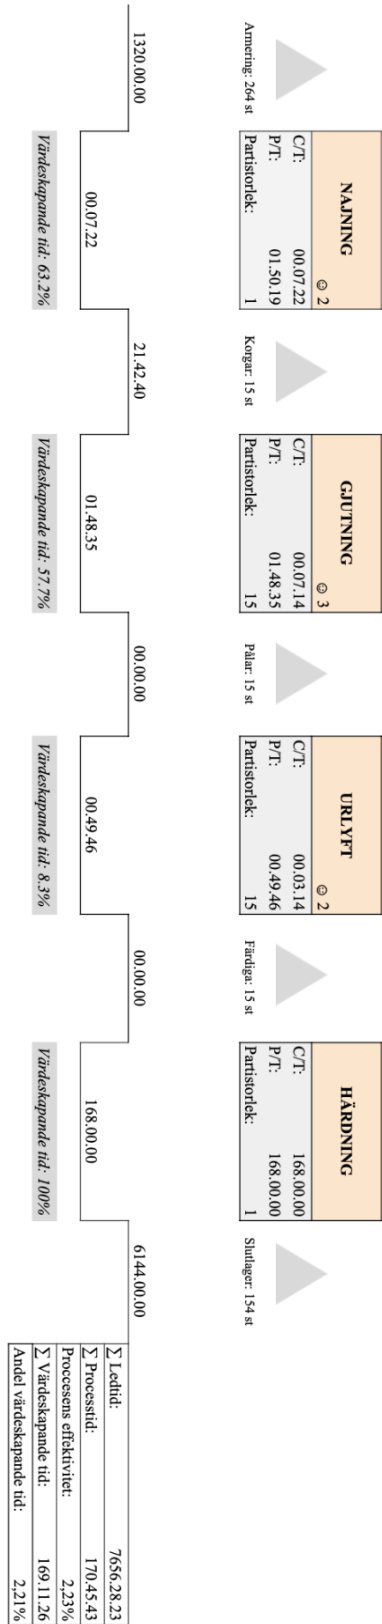 Armering: 264 st
NAJNING
☺ 2
C/T: 00.07.22
P/T: 01.50.19
Partistorlek: 1
Korgar: 15 st
GJUTNING
☺ 3
C/T: 00.07.14
P/T: 01.48.35
Partistorlek: 15
Pålar: 15 st
URLYFT
☺ 2
C/T: 00.03.14
P/T: 00.49.46
Partistorlek: 15
Färdiga: 15 st
HÄRDNING
C/T: 168.00.00
P/T: 168.00.00
Partistorlek: 1
Slutlager: 154 st
1320.00.00
00.07.22
21.42.40
01.48.35
00.00.00
00.49.46
00.00.00
168.00.00
6144.00.00
Värdeskapande tid: 63.2%
Värdeskapande tid: 57.7%
Värdeskapande tid: 8.3%
Värdeskapande tid: 100%
∑ Ledtid: 7656.28.23
∑ Processtid: 170.45.43
Proccesens effektivitet: 2,23%
∑ Värdeskapande tid: 169.11.26
Andel värdeskapande tid: 2,21%